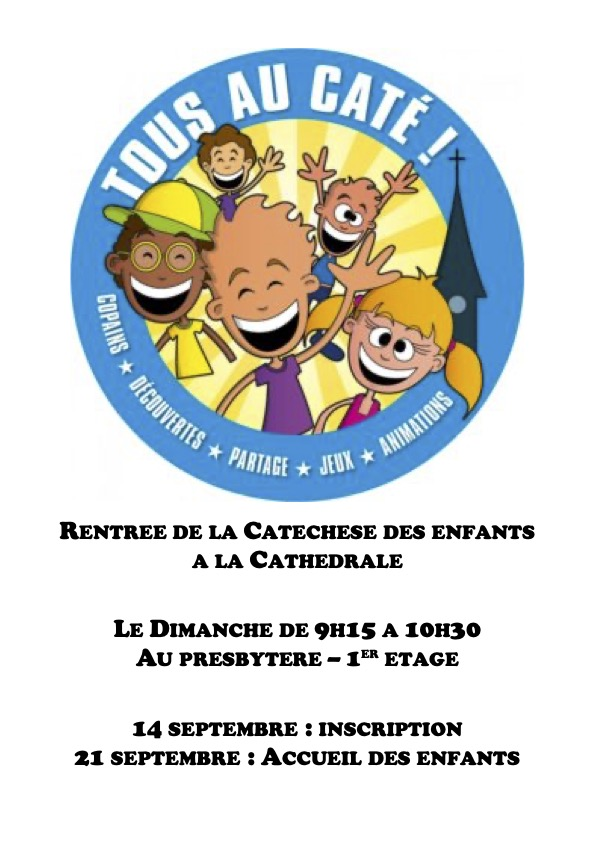 TOUS AU CATÉ !
COPAINS ★ DÉCOUVERTES ★ PARTAGE ★ JEUX ★ ANIMATIONS
RENTREE DE LA CATECHESE DES ENFANTS
A LA CATHEDRALE
LE DIMANCHE DE 9H15 A 10H30
AU PRESBYTERE – 1ER ETAGE
14 SEPTEMBRE : INSCRIPTION
21 SEPTEMBRE : ACCUEIL DES ENFANTS